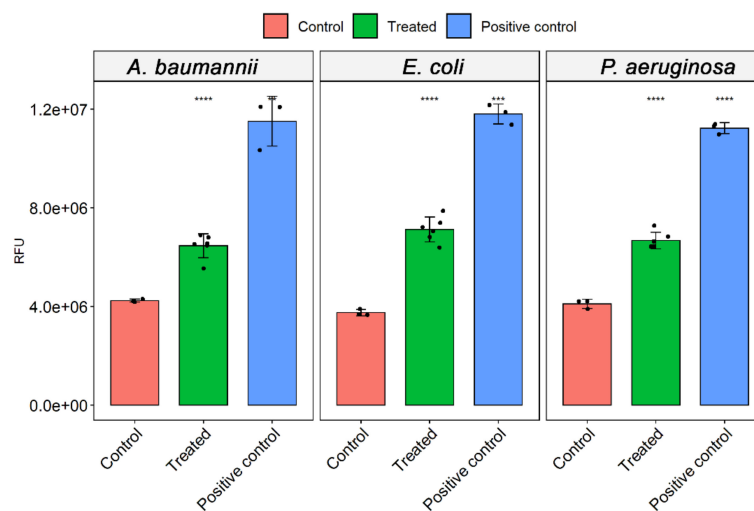 Control Treated Positive control
A. baumannii E. coli P. aeruginosa
**** **** *** **** ****
1.2e+07
8.0e+06
4.0e+06
0.0e+00
RFU
Control Treated Positive control Control Treated Positive control Control Treated Positive control